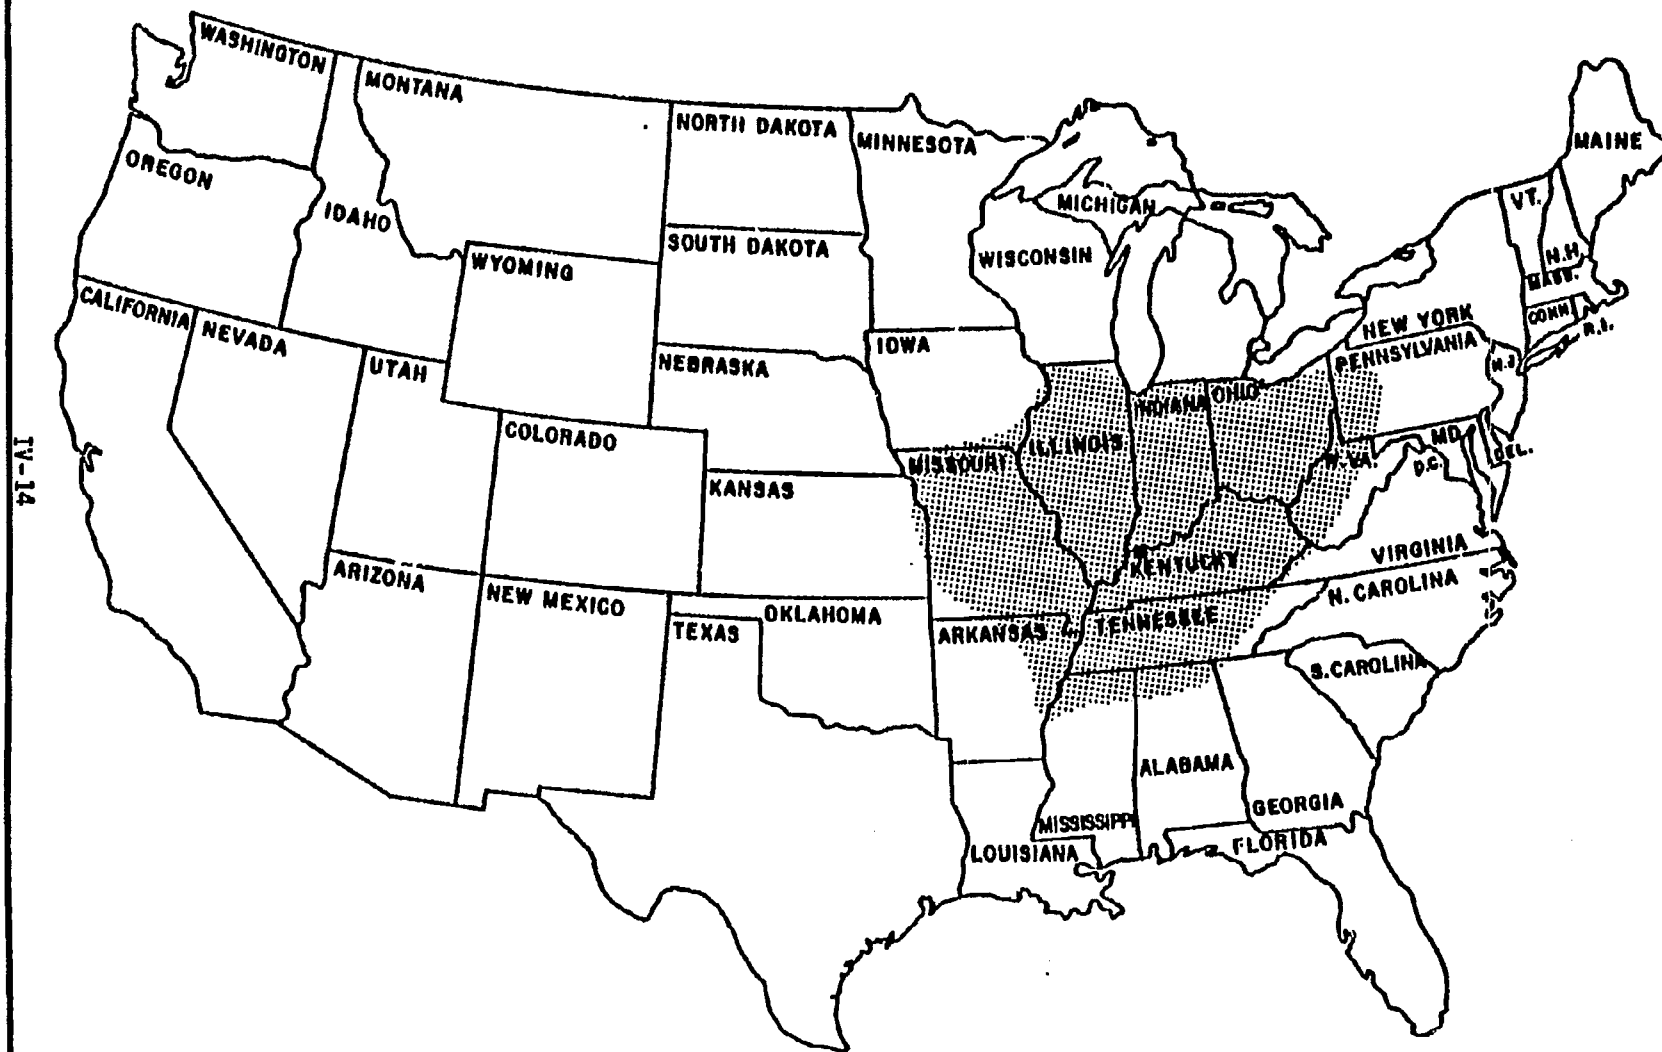 WASHINGTON
MONTANA
NORTH DAKOTA
MINNESOTA
MAINE
OREGON
IDAHO
VT.
MICHIGAN
SOUTH DAKOTA
WISCONSIN
N.H.
WYOMING
MASS.
CALIFORNIA
NEVADA
CONN
R.I.
NEW YORK
IOWA
PENNSYLVANIA
N.J.
UTAH
NEBRASKA
INDIANA
OHIO
COLORADO
ILLINOIS
MD.
DEL.
MISSOURI
W. VA.
D.C.
IV-14
KANSAS
VIRGINIA
KENTUCKY
ARIZONA
N. CAROLINA
NEW MEXICO
OKLAHOMA
TENNESEE
TEXAS
ARKANSAS
S. CAROLINA
ALABAMA
GEORGIA
MISSISSIPPI
FLORIDA
LOUISIANA